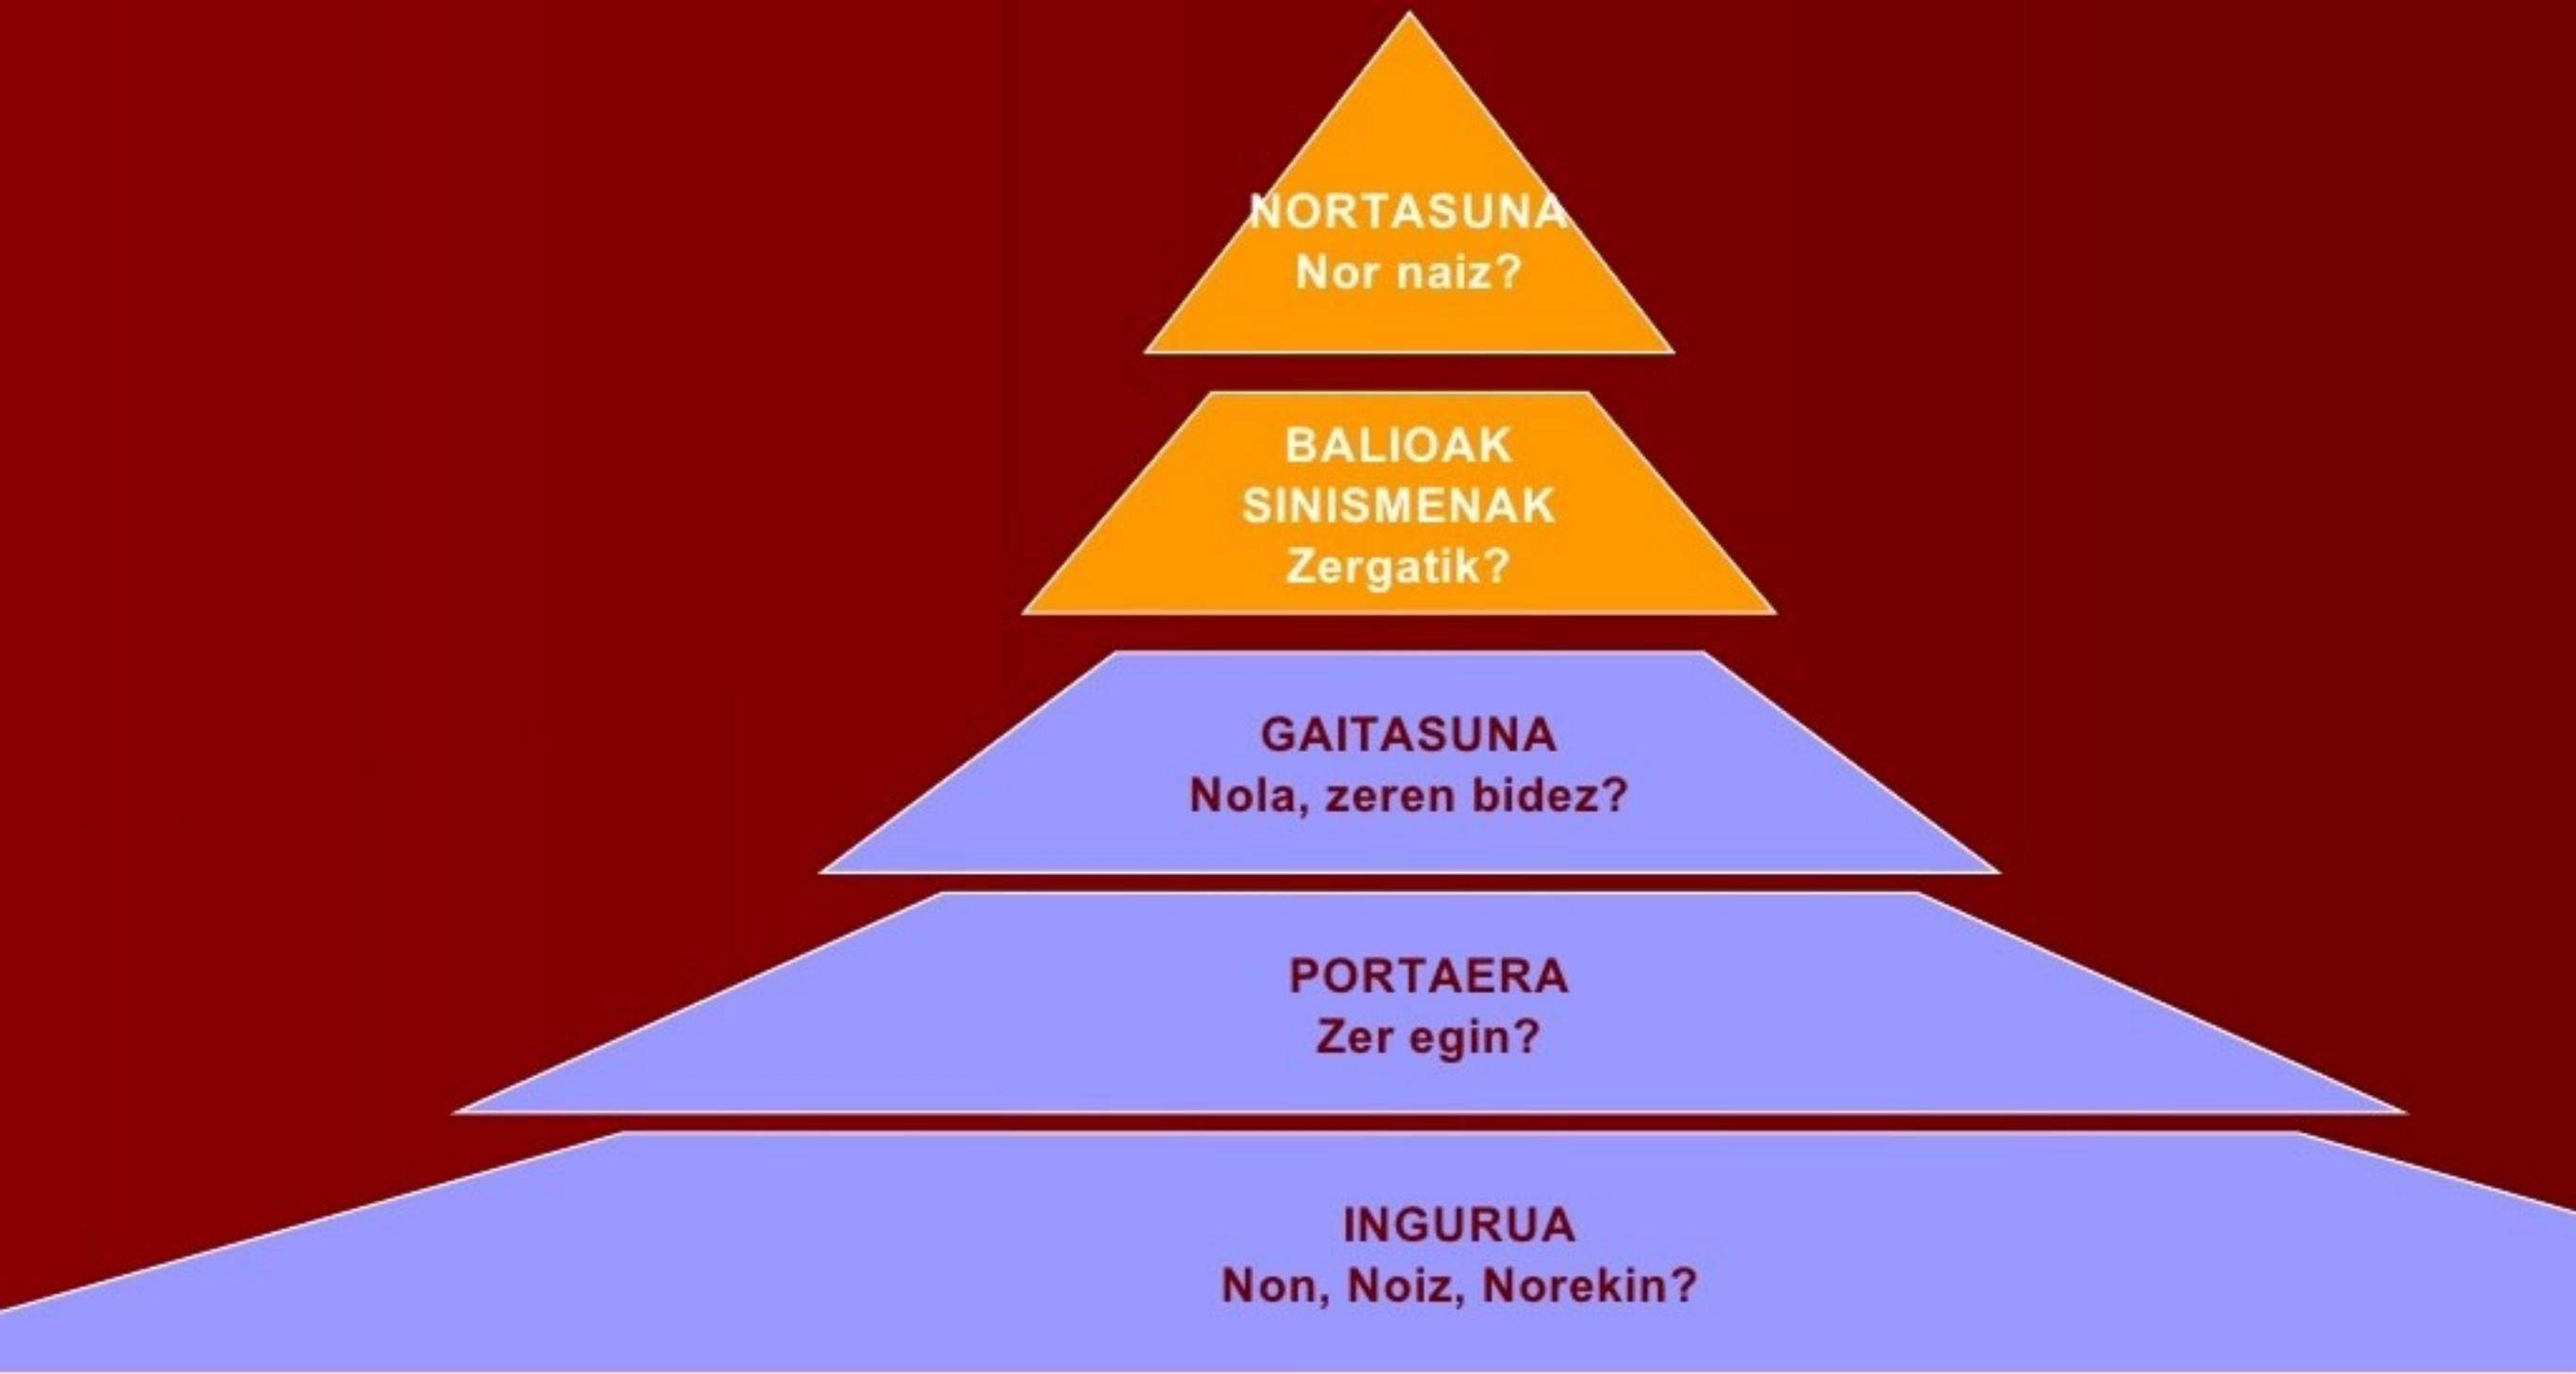 NORTASUNA
Nor naiz?
BALIOAK
SINISMENAK
Zergatik?
GAITASUNA
Nola, zeren bidez?
PORTAERA
Zer egin?
INGURUA
Non, Noiz, Norekin?